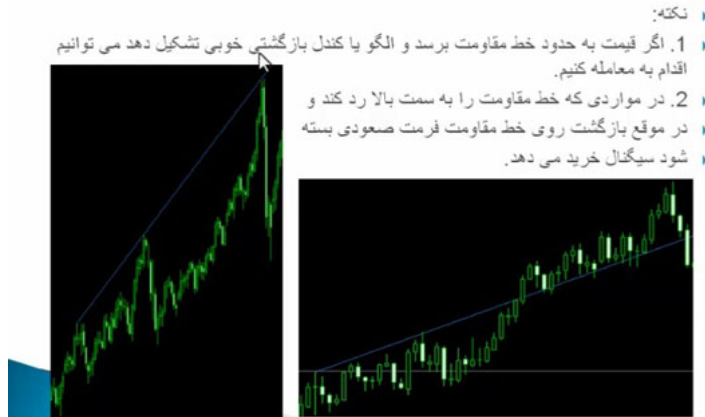 نکته:
1. اگر قیمت به حدود خط مقاومت برسد و الگو یا کندل بازگشتی خوبی تشکیل دهد می توانیم
اقدام به معامله کنیم.
2. در مواردی که خط مقاومت را به سمت بالا رد کند و
در موقع بازگشت روی خط مقاومت فرمت صعودی بسته
شود سیگنال خرید می دهد.